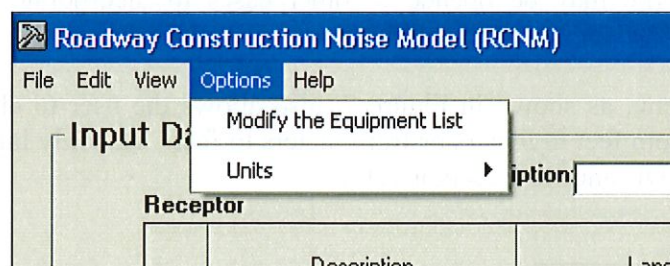 Roadway Construction Noise Model (RCNM)
File Edit View Options Help
Modify the Equipment List
Input Da
Units
iption:
Receptor
Description
Land